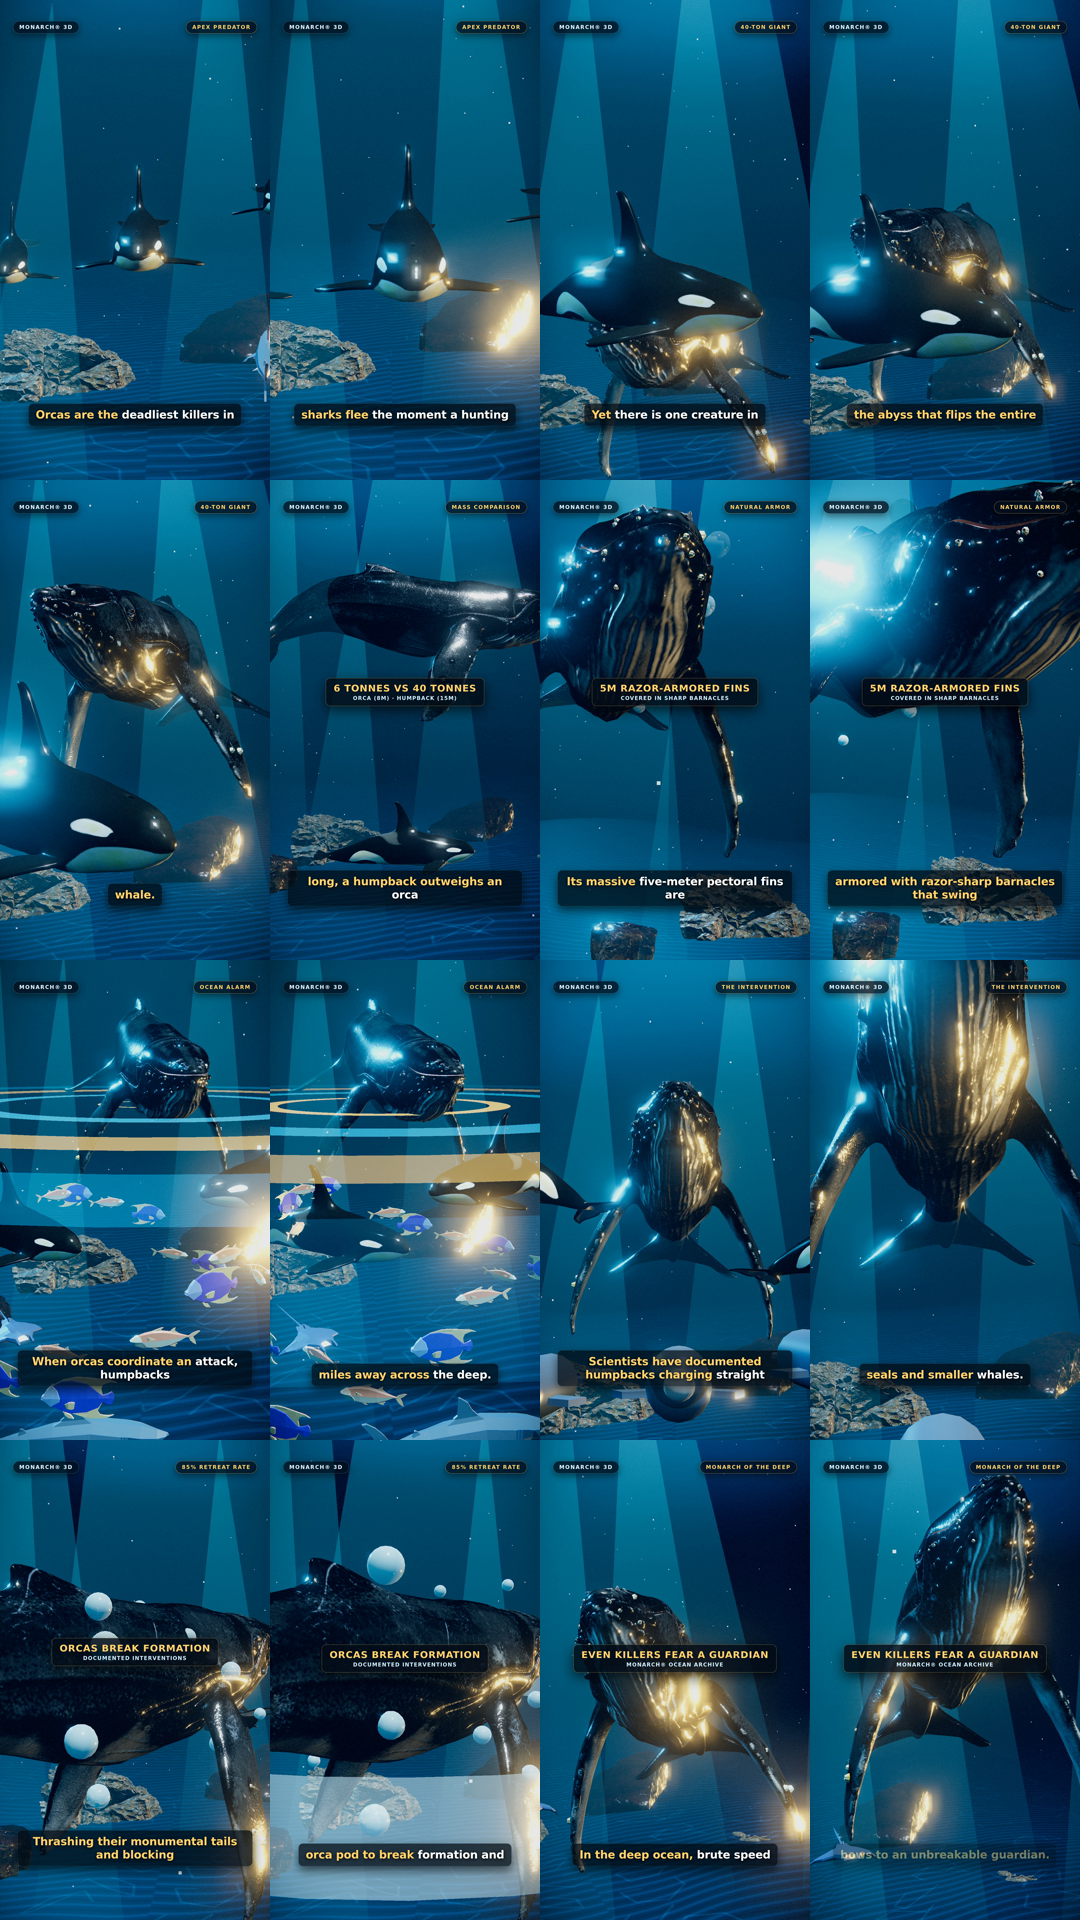 MONARCH® 3D
APEX PREDATOR
Orcas are the deadliest killers in
MONARCH® 3D
APEX PREDATOR
sharks flee the moment a hunting
MONARCH® 3D
40-TON GIANT
Yet there is one creature in
MONARCH® 3D
40-TON GIANT
the abyss that flips the entire
MONARCH® 3D
40-TON GIANT
whale.
MONARCH® 3D
MASS COMPARISON
6 TONNES VS 40 TONNES
ORCA (8M) · HUMPBACK (15M)
long, a humpback outweighs an
orca
MONARCH® 3D
NATURAL ARMOR
5M RAZOR-ARMORED FINS
COVERED IN SHARP BARNACLES
Its massive five-meter pectoral fins
are
MONARCH® 3D
NATURAL ARMOR
5M RAZOR-ARMORED FINS
COVERED IN SHARP BARNACLES
armored with razor-sharp barnacles
that swing
MONARCH® 3D
OCEAN ALARM
When orcas coordinate an attack,
humpbacks
MONARCH® 3D
OCEAN ALARM
miles away across the deep.
MONARCH® 3D
THE INTERVENTION
Scientists have documented
humpbacks charging straight
MONARCH® 3D
THE INTERVENTION
seals and smaller whales.
MONARCH® 3D
85% RETREAT RATE
ORCAS BREAK FORMATION
DOCUMENTED INTERVENTIONS
Thrashing their monumental tails
and blocking
MONARCH® 3D
85% RETREAT RATE
ORCAS BREAK FORMATION
DOCUMENTED INTERVENTIONS
orca pod to break formation and
MONARCH® 3D
MONARCH OF THE DEEP
EVEN KILLERS FEAR A GUARDIAN
MONARCH® OCEAN ARCHIVE
In the deep ocean, brute speed
MONARCH® 3D
MONARCH OF THE DEEP
EVEN KILLERS FEAR A GUARDIAN
MONARCH® OCEAN ARCHIVE
bows to an unbreakable guardian.